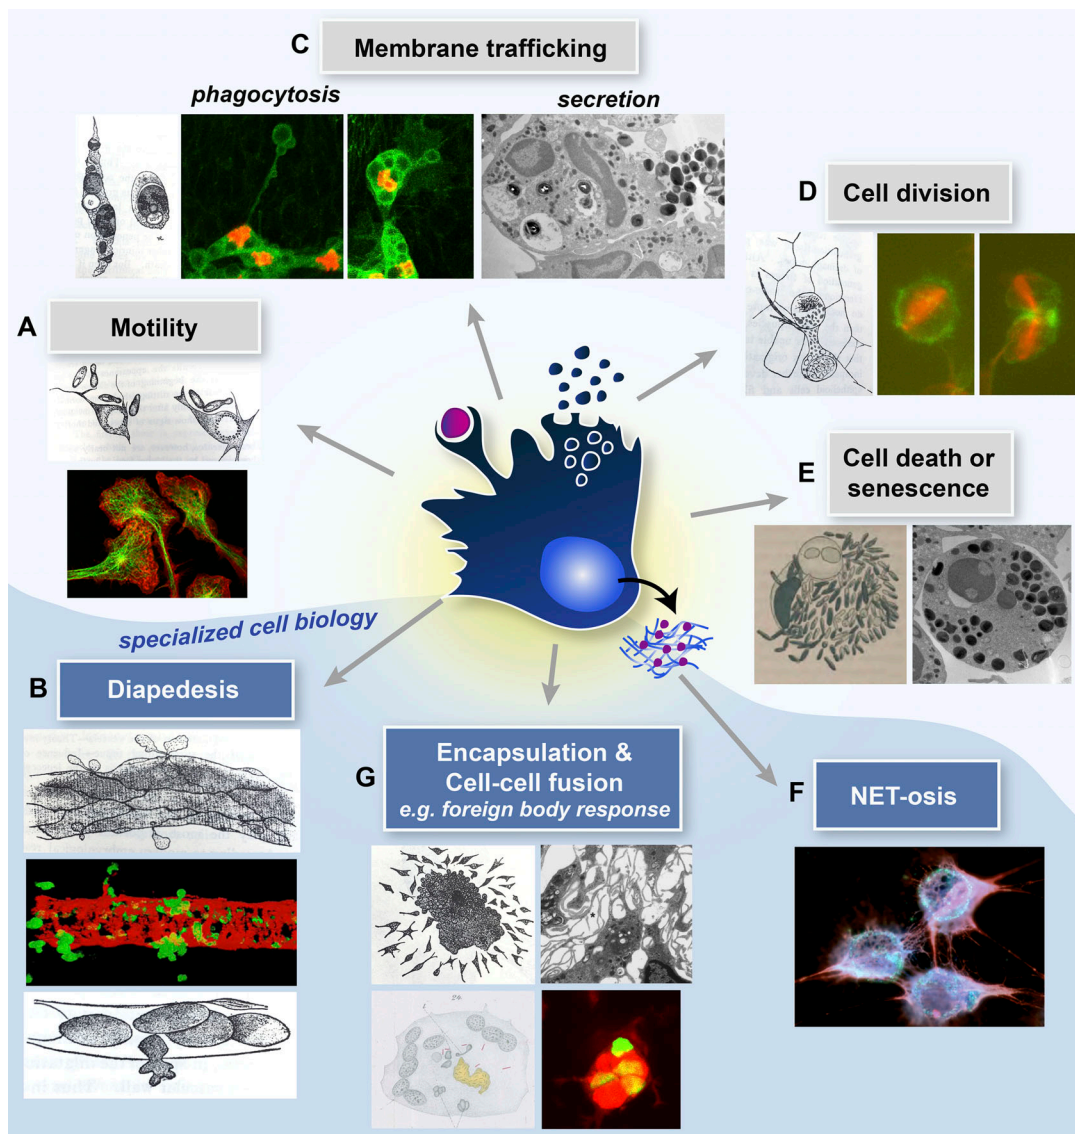 C
Membrane trafficking
phagocytosis
secretion
D
Cell division
A
Motility
E
Cell death or
senescence
specialized cell biology
B
Diapedesis
G
Encapsulation &
Cell-cell fusion
e.g. foreign body response
F
NET-osis
*